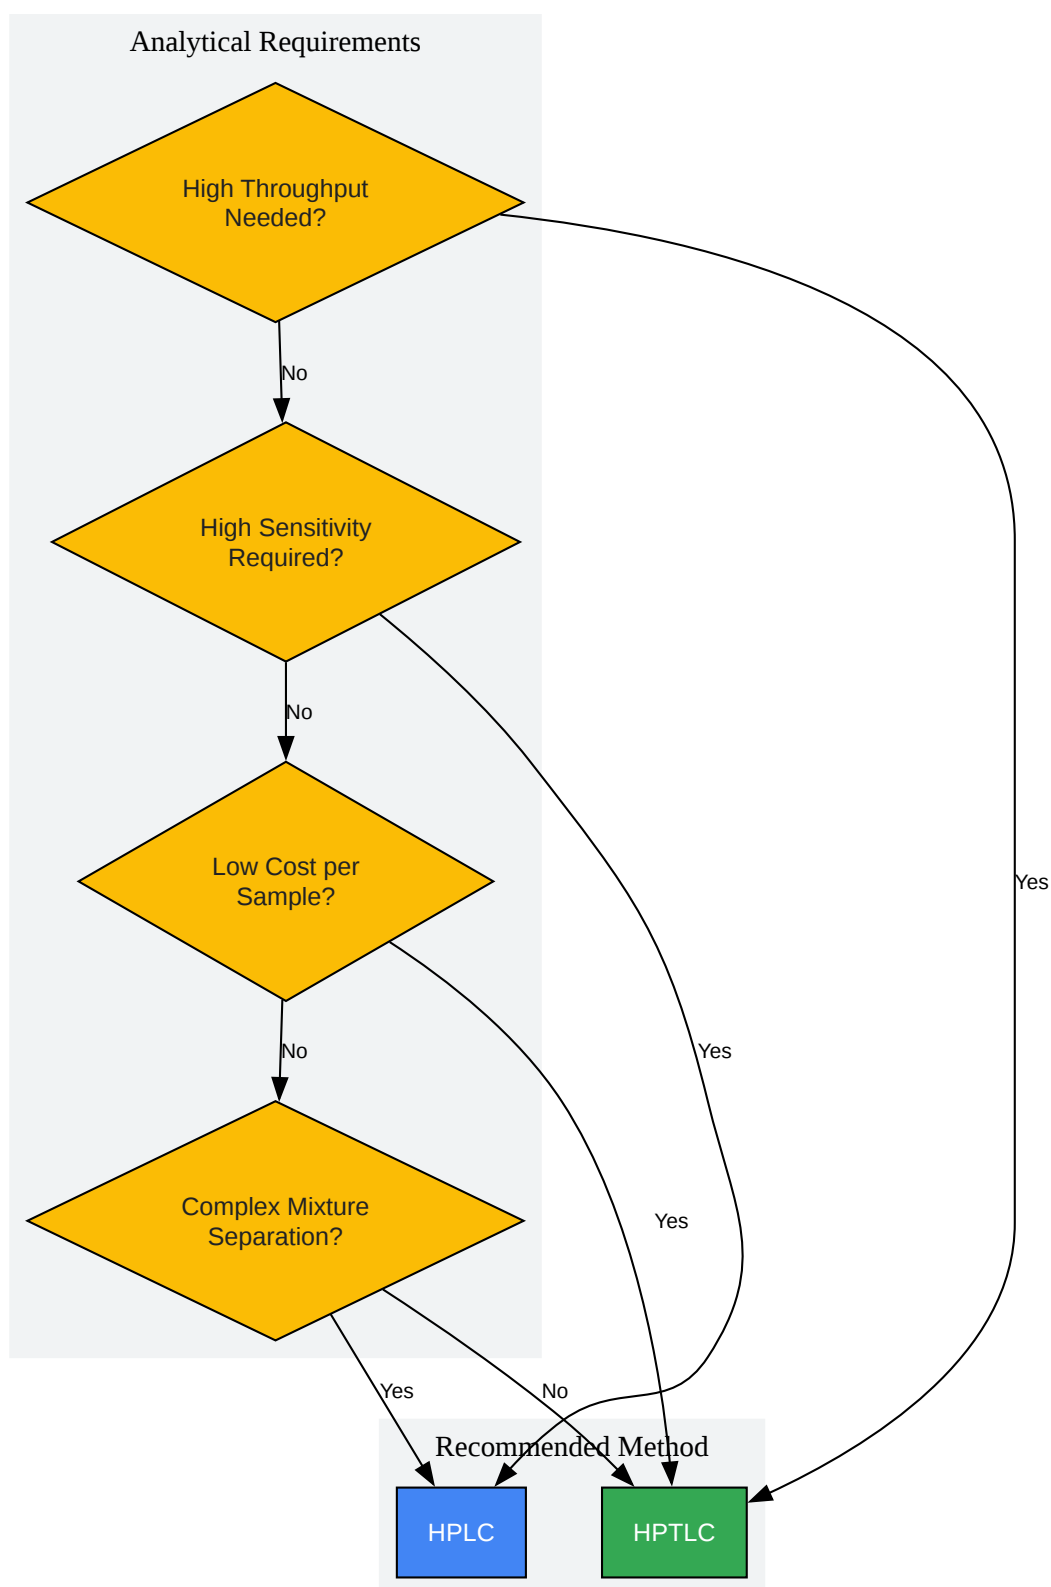 Analytical Requirements
High Throughput
Needed?
No
High Sensitivity
Required?
No
Low Cost per
Sample?
Yes
No
Yes
Complex Mixture
Separation?
Yes
Yes
No
Recommended Method
HPLC
HPTLC